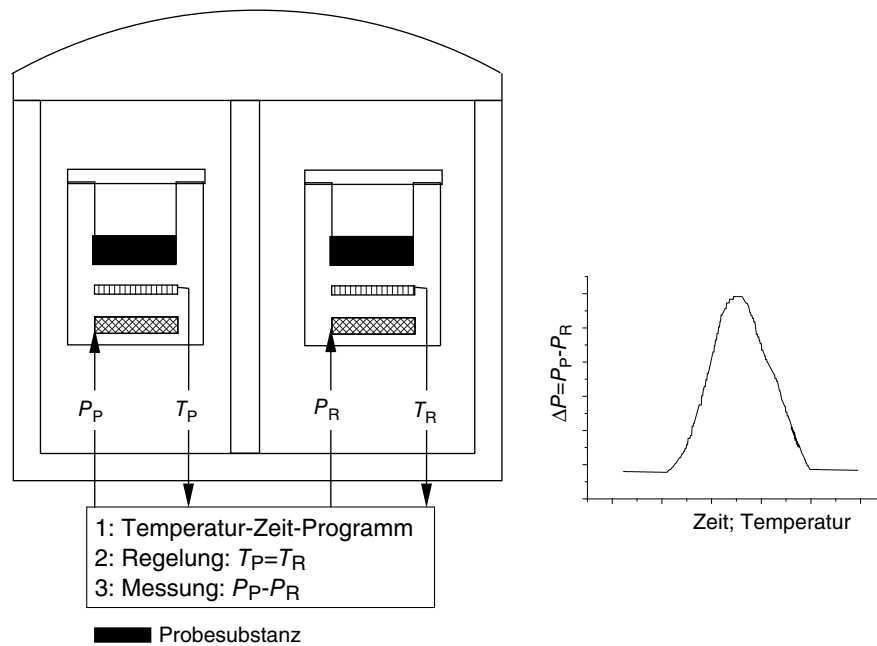 P_P
T_P
P_R
T_R
1: Temperatur-Zeit-Programm
2: Regelung: T_P=T_R
3: Messung: P_P-P_R
Probesubstanz
ΔP=P_P-P_R
Zeit; Temperatur